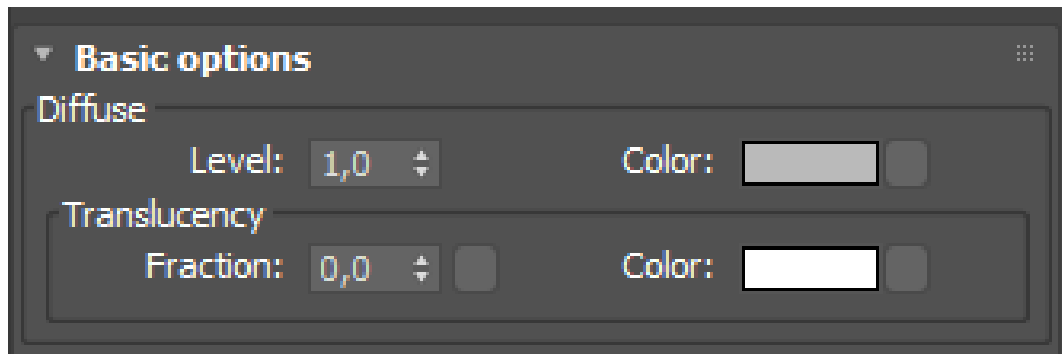 Basic options
Diffuse
Level: 1,0 Color:
Translucency
Fraction: 0,0 Color: